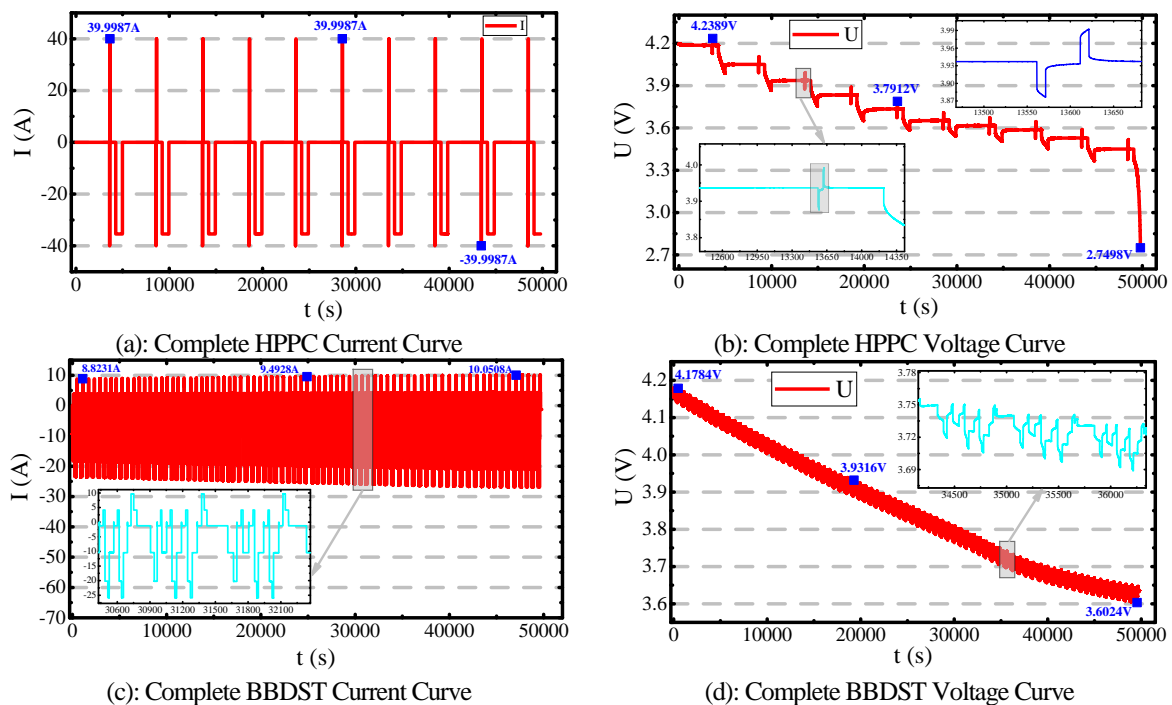 39.9987A
39.9987A
I
40
20
0
-20
-40
I (A)
-39.9987A
0 10000 20000 30000 40000 50000
t (s)
(a): Complete HPPC Current Curve
4.2389V
U
4.2
3.9
3.6
3.3
3.0
2.7
U (V)
3.7912V
2.7498V
3.99
3.96
3.93
3.90
3.87
13500 13550 13600 13650
4.0
3.9
3.8
12600 12950 13300 13650 14000 14350
0 10000 20000 30000 40000 50000
t (s)
(b): Complete HPPC Voltage Curve
8.8231A
9.4928A
10.0508A
10
0
-10
-20
-30
-40
-50
-60
-70
I (A)
10
5
0
-5
-10
-15
-20
-25
30600 30900 31200 31500 31800 32100
0 10000 20000 30000 40000 50000
t (s)
(c): Complete BBDST Current Curve
4.1784V
U
4.2
4.1
4.0
3.9
3.8
3.7
3.6
U (V)
3.9316V
3.6024V
3.78
3.75
3.72
3.69
34500 35000 35500 36000
0 10000 20000 30000 40000 50000
t (s)
(d): Complete BBDST Voltage Curve